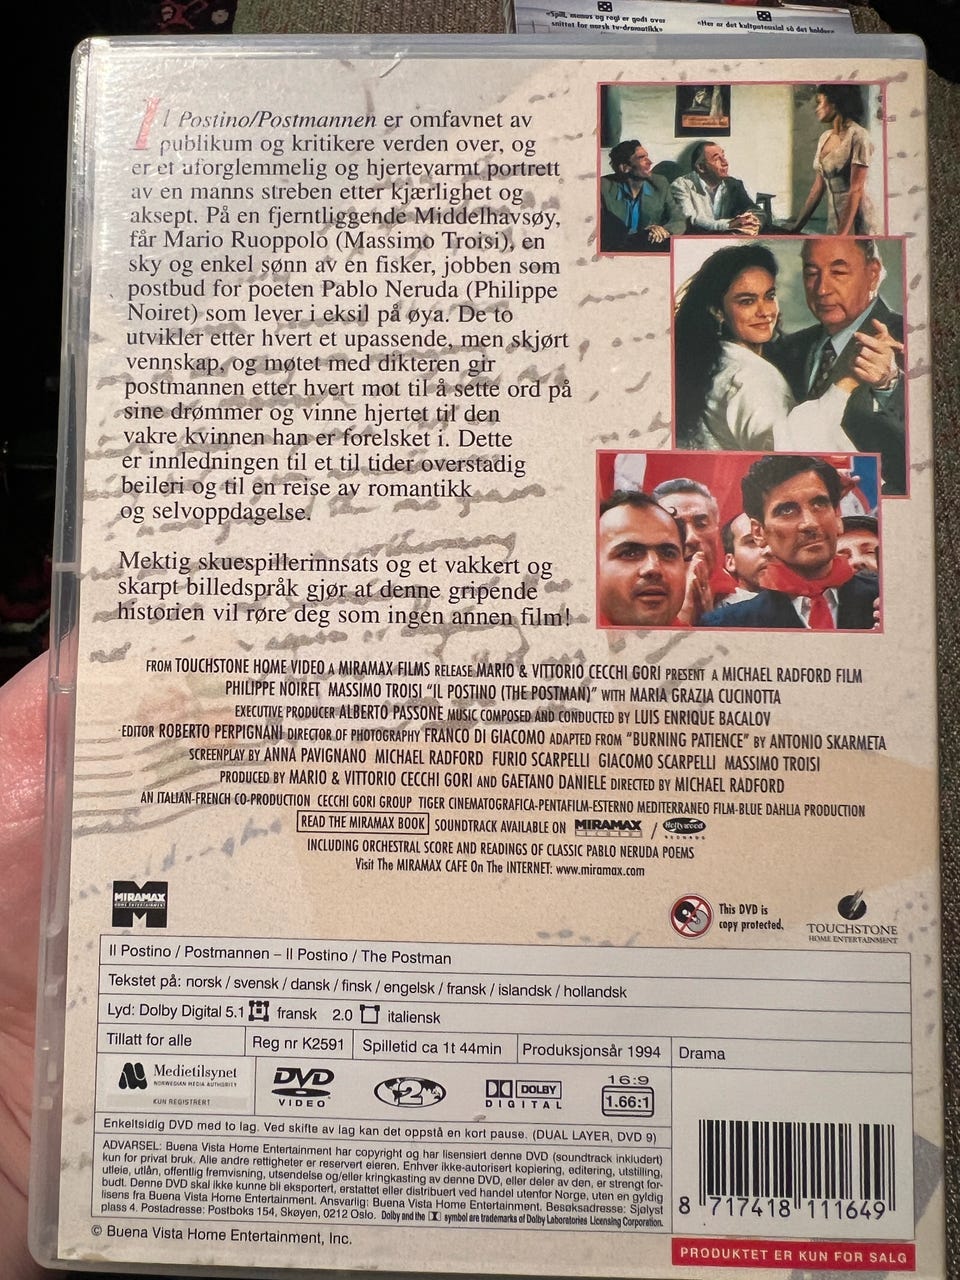 «Spill, manus og regi er godt over
snittet for norsk tv-dramatikk»
«Her er det kultpotensial så det holder»
Il Postino/Postmannen er omfavnet av
publikum og kritikere verden over, og
er et uforglemmelig og hjertevarmt portrett
av en manns streben etter kjærlighet og
aksept. På en fjerntliggende Middelhavsøy,
får Mario Ruoppolo (Massimo Troisi), en
sky og enkel sønn av en fisker, jobben som
postbud for poeten Pablo Neruda (Philippe
Noiret) som lever i eksil på øya. De to
utvikler etter hvert et upassende, men skjørt
vennskap, og møtet med dikteren gir
postmannen etter hvert mot til å sette ord på
sine drømmer og vinne hjertet til den
vakre kvinnen han er forelsket i. Dette
er innledningen til et til tider overstadig
beileri og til en reise av romantikk
og selvoppdagelse.
Mektig skuespillerinnsats og et vakkert og
skarpt billedspråk gjør at denne gripende
historien vil røre deg som ingen annen film!
FROM TOUCHSTONE HOME VIDEO A MIRAMAX FILMS RELEASE MARIO & VITTORIO CECCHI GORI PRESENT A MICHAEL RADFORD FILM
PHILIPPE NOIRET MASSIMO TROISI "IL POSTINO (THE POSTMAN)" WITH MARIA GRAZIA CUCINOTTA
EXECUTIVE PRODUCER ALBERTO PASSONE MUSIC COMPOSED AND CONDUCTED BY LUIS ENRIQUE BACALOV
EDITOR ROBERTO PERPIGNANI DIRECTOR OF PHOTOGRAPHY FRANCO DI GIACOMO ADAPTED FROM "BURNING PATIENCE" BY ANTONIO SKARMETA
SCREENPLAY BY ANNA PAVIGNANO MICHAEL RADFORD FURIO SCARPELLI GIACOMO SCARPELLI MASSIMO TROISI
PRODUCED BY MARIO & VITTORIO CECCHI GORI AND GAETANO DANIELE DIRECTED BY MICHAEL RADFORD
AN ITALIAN-FRENCH CO-PRODUCTION CECCHI GORI GROUP TIGER CINEMATOGRAFICA-PENTAFILM-ESTERNO MEDITERRANEO FILM-BLUE DAHLIA PRODUCTION
READ THE MIRAMAX BOOK SOUNDTRACK AVAILABLE ON MIRAMAX RECORDS / Hollywood RECORDS
INCLUDING ORCHESTRAL SCORE AND READINGS OF CLASSIC PABLO NERUDA POEMS
Visit The MIRAMAX CAFE On The INTERNET: www.miramax.com
MIRAMAX
HOME ENTERTAINMENT
This DVD is
copy protected.
TOUCHSTONE
HOME ENTERTAINMENT
Il Postino / Postmannen – Il Postino / The Postman
Tekstet på: norsk / svensk / dansk / finsk / engelsk / fransk / islandsk / hollandsk
Lyd: Dolby Digital 5.1 fransk 2.0 italiensk
Tillatt for alle Reg nr K2591 Spilletid ca 1t 44min Produksjonsår 1994 Drama
Medietilsynet
NORWEGIAN MEDIA AUTHORITY
KUN REGISTRERT
DVD
VIDEO
2
DOLBY
DIGITAL
16:9
1.66:1
Enkeltsidig DVD med to lag. Ved skifte av lag kan det oppstå en kort pause. (DUAL LAYER, DVD 9)
ADVARSEL: Buena Vista Home Entertainment har copyright og har lisensiert denne DVD (soundtrack inkludert)
kun for privat bruk. Alle andre rettigheter er reservert eieren. Enhver ikke-autorisert kopiering, editering, utstilling,
utleie, utlån, offentlig fremvisning, utsendelse og/eller kringkasting av denne DVD, eller deler av den, er strengt for-
budt. Denne DVD skal ikke kunne bli eksportert, erstattet eller distribuert ved handel utenfor Norge, uten en gyldig
lisens fra Buena Vista Home Entertainment. Ansvarlig: Buena Vista Home Entertainment. Besøksadresse: Sjølyst
plass 4. Postadresse: Postboks 154, Skøyen, 0212 Oslo. Dolby and the symbol are trademarks of Dolby Laboratories Licensing Corporation.
© Buena Vista Home Entertainment, Inc.
8 717418 111649
PRODUKTET ER KUN FOR SALG